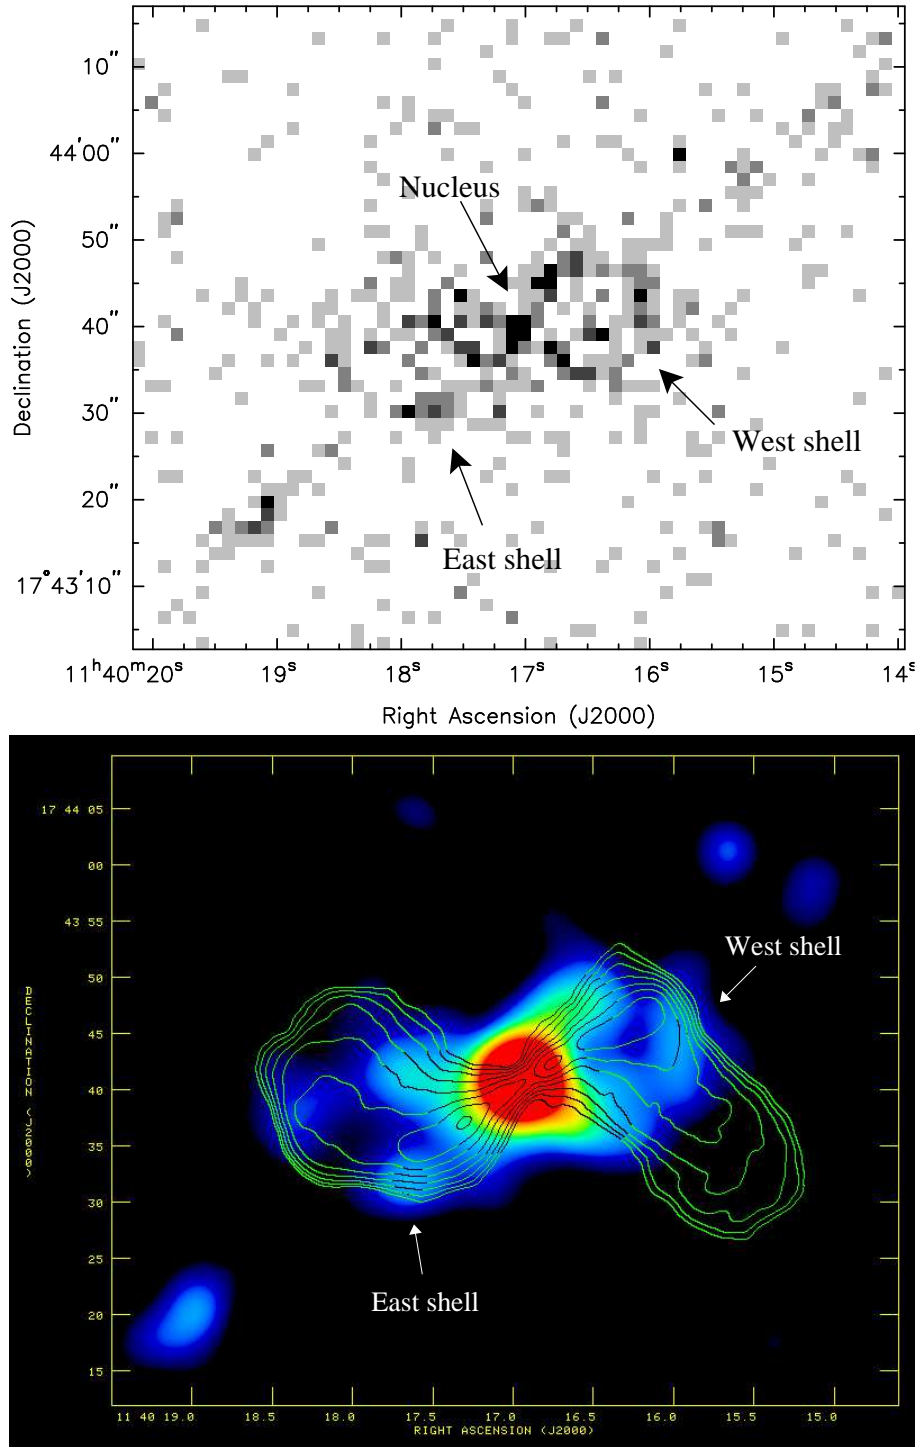 10″
44′00″
Nucleus
50″
Declination (J2000)
40″
30″
West shell
20″
East shell
17°43′10″
11ʰ40ᵐ20ˢ 19ˢ 18ˢ 17ˢ 16ˢ 15ˢ 14ˢ
Right Ascension (J2000)
17 44 05
00
43 55
West shell
50
DECLINATION (J2000)
45
40
35
30
25
East shell
20
15
11 40 19.0 18.5 18.0 17.5 17.0 16.5 16.0 15.5 15.0
RIGHT ASCENSION (J2000)